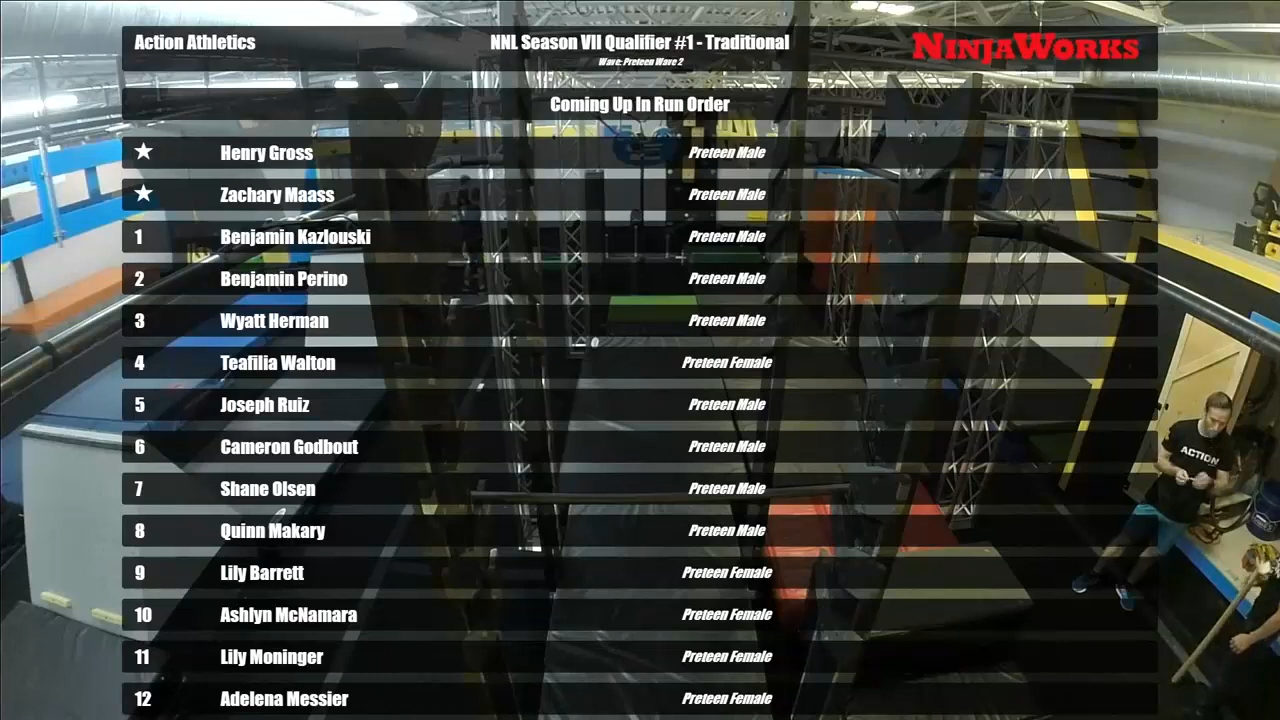 Action Athletics
NNL Season VII Qualifier #1 - Traditional
Wave: Preteen Wave 2
NINJAWORKS
Coming Up In Run Order
★ Henry Gross Preteen Male
★ Zachary Maass Preteen Male
1 Benjamin Kazlouski Preteen Male
2 Benjamin Perino Preteen Male
3 Wyatt Herman Preteen Male
4 Teafilia Walton Preteen Female
5 Joseph Ruiz Preteen Male
6 Cameron Godbout Preteen Male
7 Shane Olsen Preteen Male
8 Quinn Makary Preteen Male
9 Lily Barrett Preteen Female
10 Ashlyn McNamara Preteen Female
11 Lily Moninger Preteen Female
12 Adelena Messier Preteen Female
ACTION